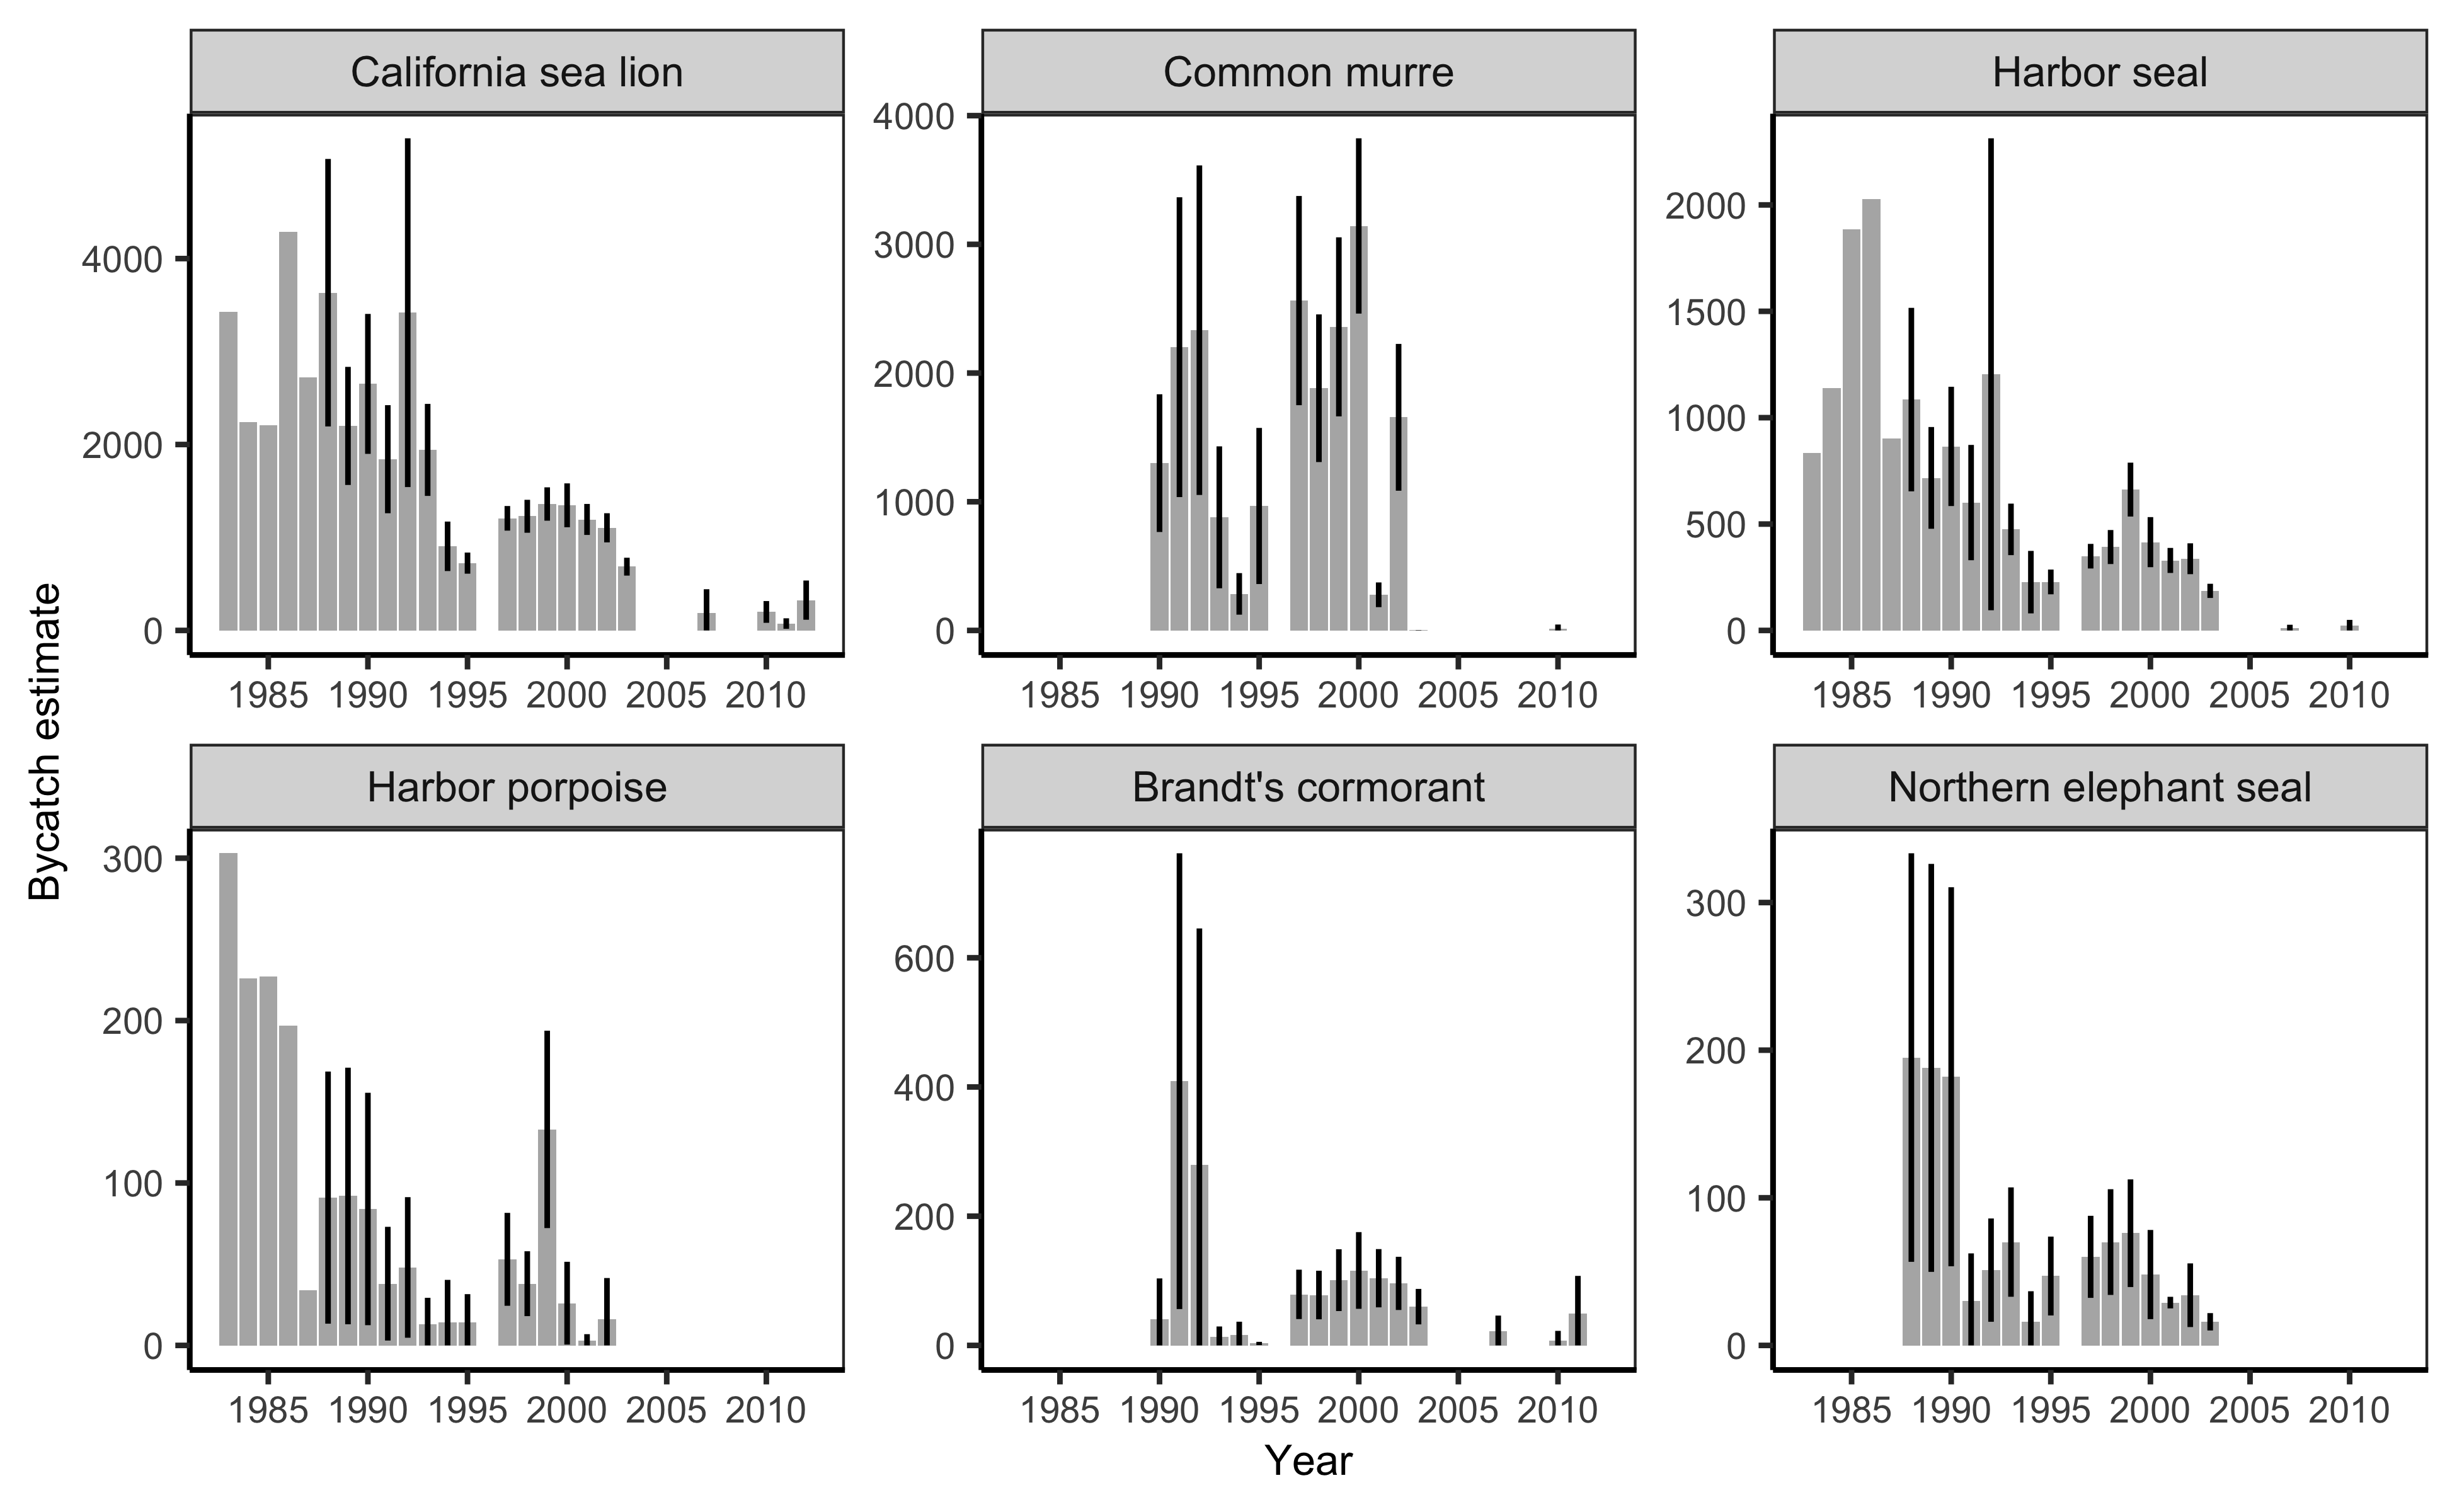 California sea lion
Common murre
Harbor seal
4000
2000
0
4000
3000
2000
1000
0
2000
1500
1000
500
0
1985 1990 1995 2000 2005 2010
1985 1990 1995 2000 2005 2010
1985 1990 1995 2000 2005 2010
Bycatch estimate
Harbor porpoise
Brandt's cormorant
Northern elephant seal
300
200
100
0
600
400
200
0
300
200
100
0
1985 1990 1995 2000 2005 2010
1985 1990 1995 2000 2005 2010
1985 1990 1995 2000 2005 2010
Year